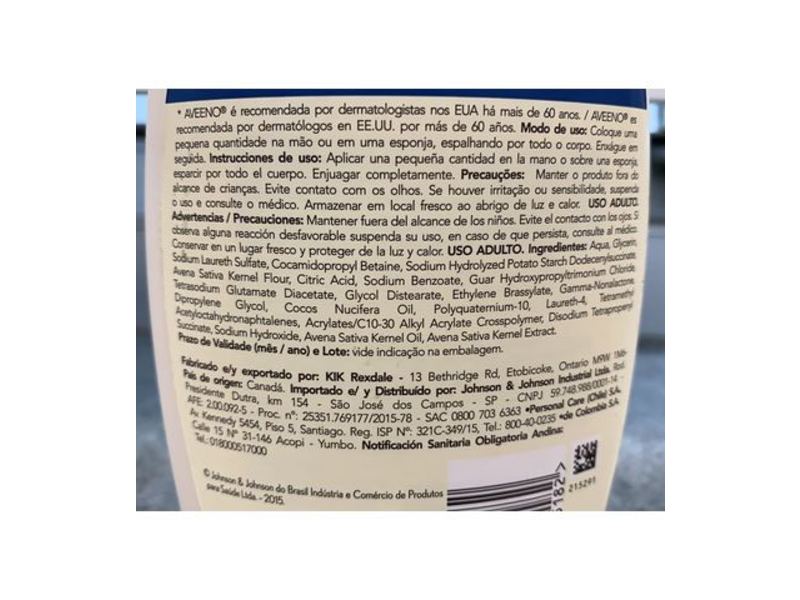 * AVEENO® é recomendada por dermatologistas nos EUA há mais de 60 anos. / AVEENO® es
recomendada por dermatólogos en EE.UU. por más de 60 años. Modo de uso: Coloque uma
pequena quantidade na mão ou em uma esponja, espalhando por todo o corpo. Enxágue em
seguida. Instrucciones de uso: Aplicar una pequeña cantidad en la mano o sobre una esponja,
esparcir por todo el cuerpo. Enjuagar completamente. Precauções: Manter o produto fora do
alcance de crianças. Evite contato com os olhos. Se houver irritação ou sensibilidade, suspenda
o uso e consulte o médico. Armazenar em local fresco ao abrigo de luz e calor. USO ADULTO.
Advertencias / Precauciones: Mantener fuera del alcance de los niños. Evite el contacto con los ojos. Si
observa alguna reacción desfavorable suspenda su uso, en caso de que persista, consulte al médico.
Conservar en un lugar fresco y proteger de la luz y calor. USO ADULTO. Ingredientes: Aqua, Glycerin,
Sodium Laureth Sulfate, Cocamidopropyl Betaine, Sodium Hydrolyzed Potato Starch Dodecenylsuccinate,
Avena Sativa Kernel Flour, Citric Acid, Sodium Benzoate, Guar Hydroxypropyltrimonium Chloride,
Tetrasodium Glutamate Diacetate, Glycol Distearate, Ethylene Brassylate, Gamma-Nonalactone,
Dipropylene Glycol, Cocos Nucifera Oil, Polyquaternium-10, Laureth-4, Tetramethyl
Acetyloctahydronaphtalenes, Acrylates/C10-30 Alkyl Acrylate Crosspolymer, Disodium Tetrapropenyl
Succinate, Sodium Hydroxide, Avena Sativa Kernel Oil, Avena Sativa Kernel Extract.
Prazo de Validade (mês / ano) e Lote: vide indicação na embalagem.
Fabricado e/y exportado por: KIK Rexdale - 13 Bethridge Rd, Etobicoke, Ontario M9W 1M6-
País de origen: Canadá. Importado e/ y Distribuído por: Johnson & Johnson Industrial Ltda. Rod.
Presidente Dutra, km 154 - São José dos Campos - SP - CNPJ 59.748.988/0001-14 -
AFE: 2.00.092-5 - Proc. nº: 25351.769177/2015-78 - SAC 0800 703 6363 •Personal Care (Chile) S.A.
Av. Kennedy 5454, Piso 5, Santiago. Reg. ISP Nº: 321C-349/15, Tel.: 800-40-0235 •de Colombia S.A.
Calle 15 Nº 31-146 Acopi - Yumbo. Notificación Sanitaria Obligatoria Andina:
Tel.: 018000517000
© Johnson & Johnson do Brasil Indústria e Comércio de Produtos
para Saúde Ltda. - 2015.
215291